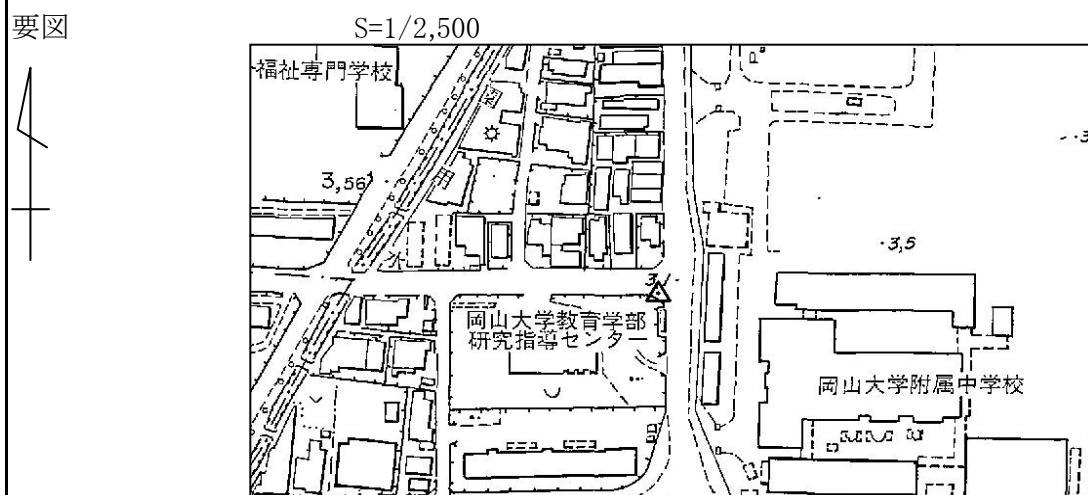 要図
S=1/2,500
福祉専門学校
3,56
・3,5
岡山大学教育学部
研究指導センター
岡山大学附属中学校